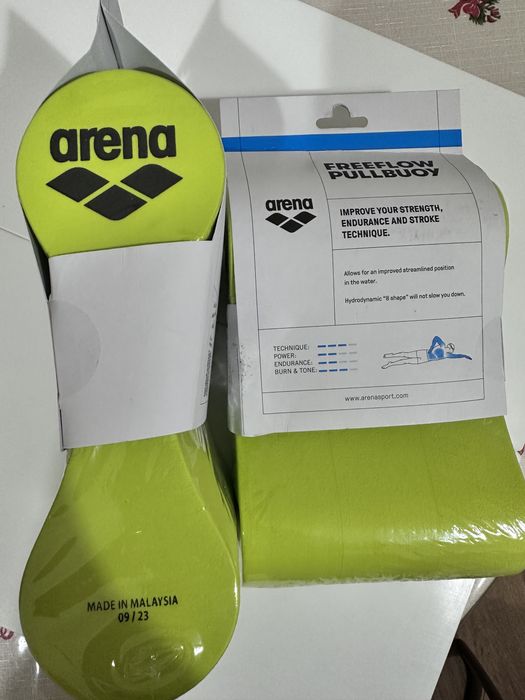 arena
MADE IN MALAYSIA
09 / 23
FREEFLOW
PULLBUOY
arena
IMPROVE YOUR STRENGTH,
ENDURANCE AND STROKE
TECHNIQUE.
Allows for an improved streamlined position
in the water.
Hydrodynamic "8 shape" will not slow you down.
TECHNIQUE:
POWER:
ENDURANCE:
BURN & TONE:
www.arenasport.com